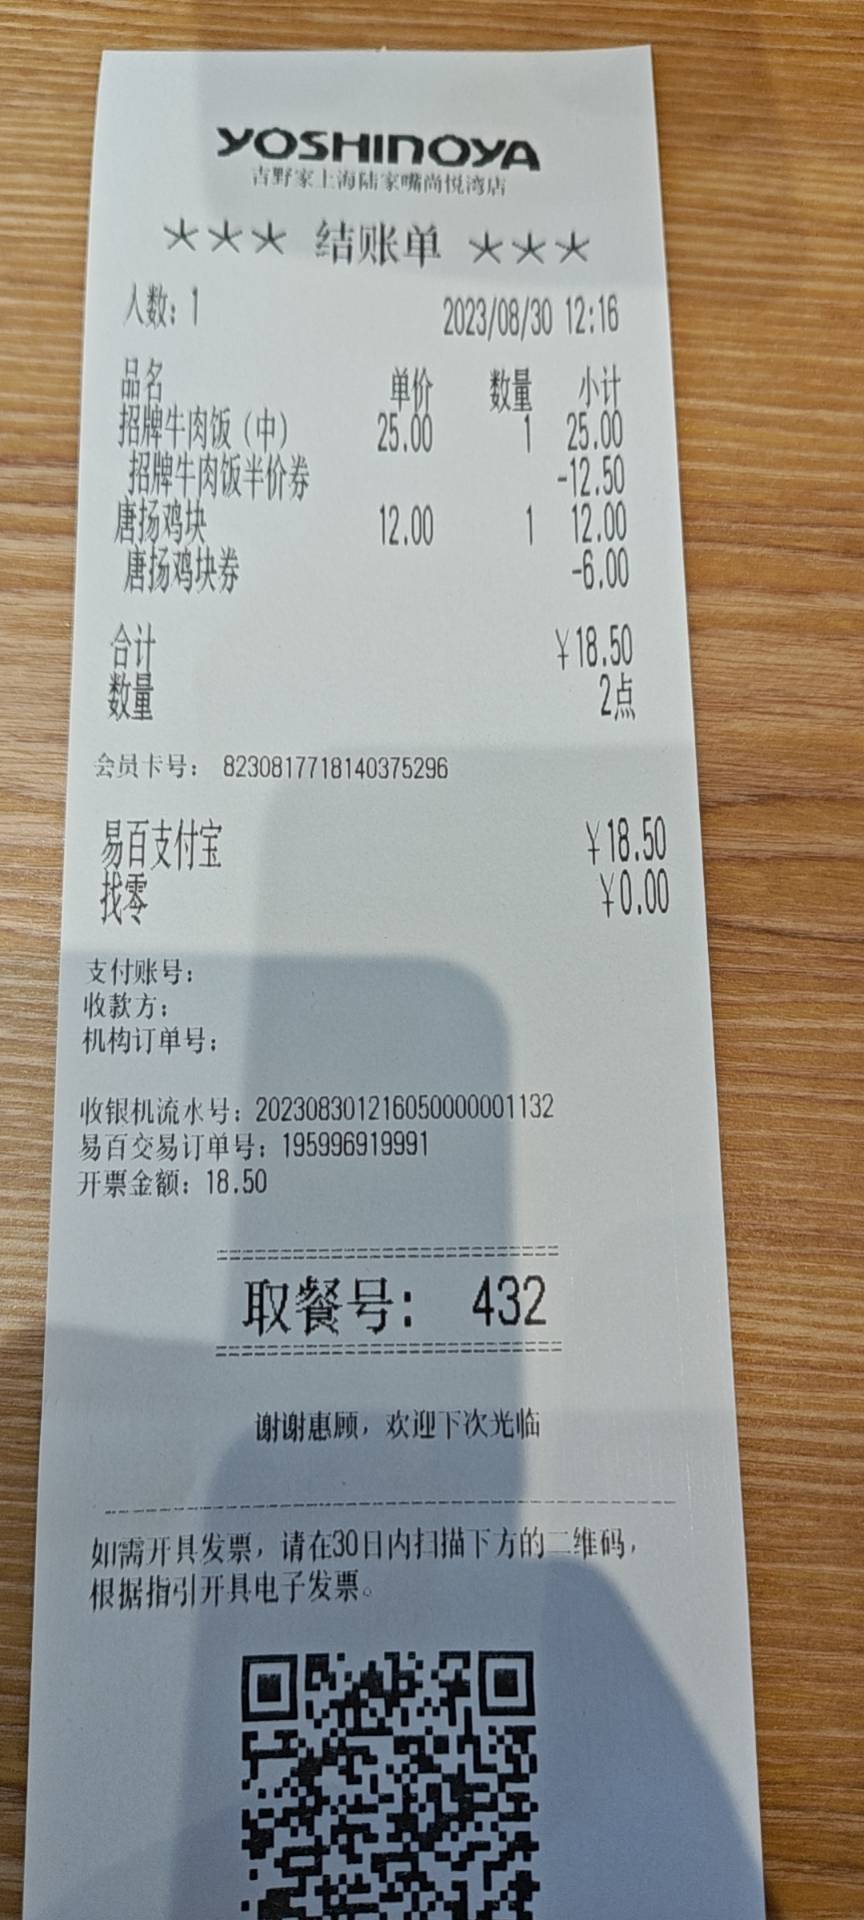 YOSHINOYA
吉野家上海陆家嘴尚悦湾店
*** 结账单 ***
人数: 1 2023/08/30 12:16
品名 单价 数量 小计
招牌牛肉饭(中) 25.00 1 25.00
招牌牛肉饭半价券 -12.50
唐扬鸡块 12.00 1 12.00
唐扬鸡块券 -6.00
合计 ¥18.50
数量 2点
会员卡号: 8230817718140375296
易百支付宝 ¥18.50
找零 ¥0.00
支付账号:
收款方:
机构订单号:
收银机流水号: 2023083012160500000001132
易百交易订单号: 195996919991
开票金额: 18.50
取餐号: 432
谢谢惠顾, 欢迎下次光临
如需开具发票, 请在30日内扫描下方的二维码,
根据指引开具电子发票。